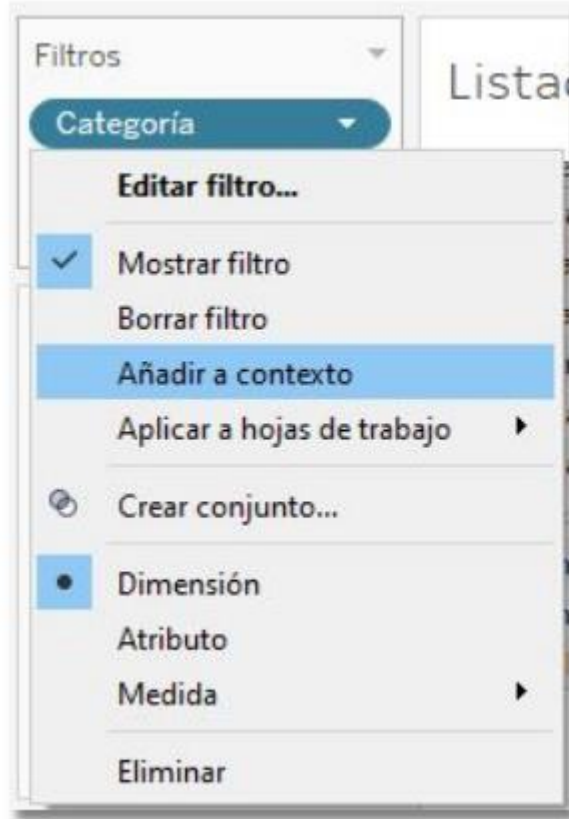 Filtros
Categoría
Editar filtro...
Mostrar filtro
Borrar filtro
Añadir a contexto
Aplicar a hojas de trabajo
Crear conjunto...
Dimensión
Atributo
Medida
Eliminar